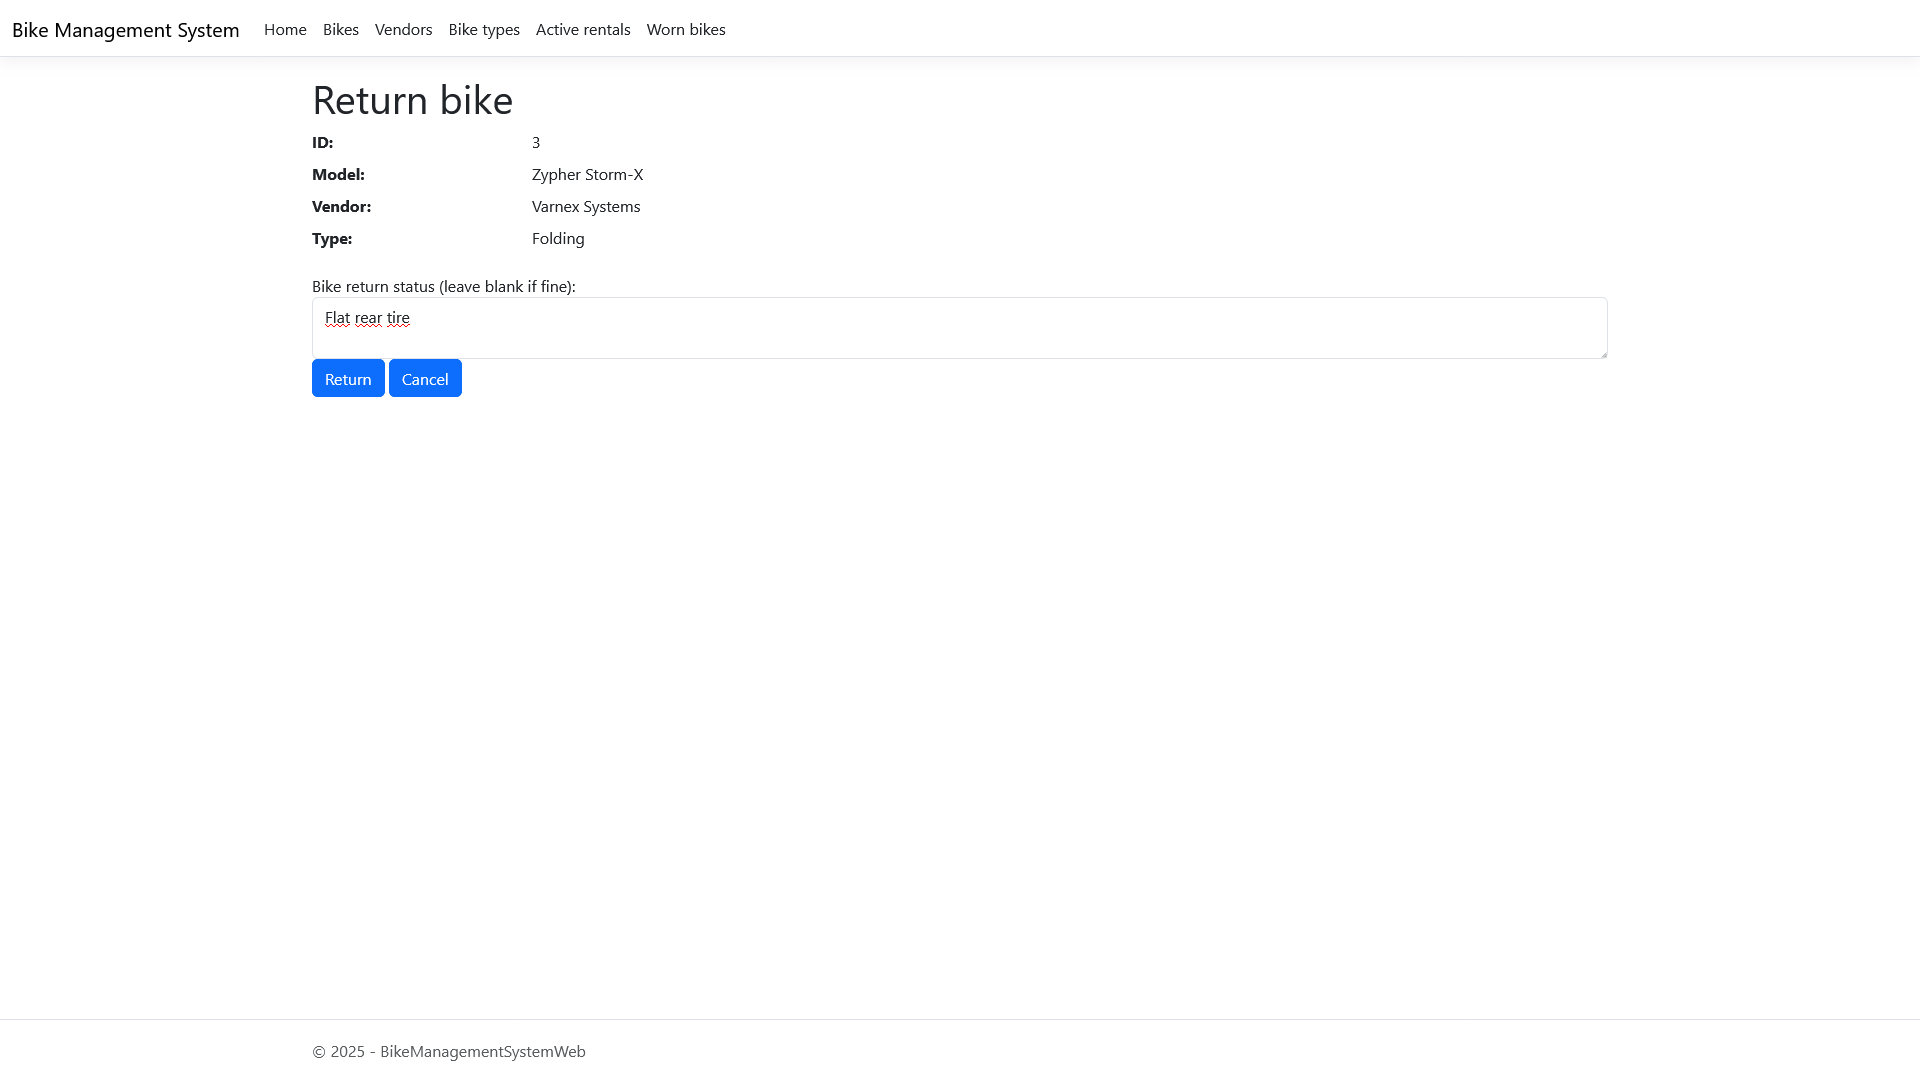 Bike Management System Home Bikes Vendors Bike types Active rentals Worn bikes
Return bike
ID: 3
Model: Zypher Storm-X
Vendor: Varnex Systems
Type: Folding
Bike return status (leave blank if fine):
Flat rear tire
Return Cancel
© 2025 - BikeManagementSystemWeb